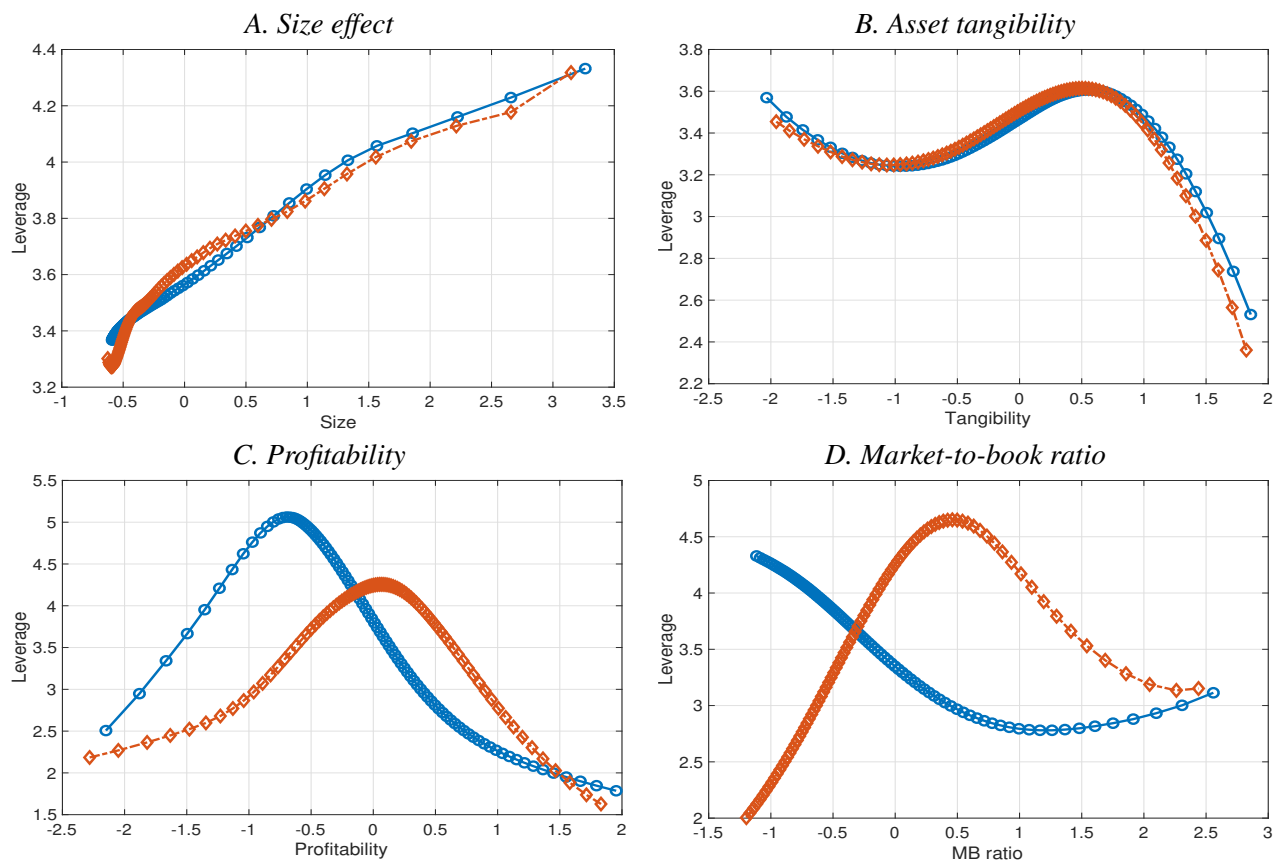 A. Size effect
4.4
4.2
4
3.8
3.6
3.4
3.2
Leverage
-1 -0.5 0 0.5 1 1.5 2 2.5 3 3.5
Size
B. Asset tangibility
3.8
3.6
3.4
3.2
3
2.8
2.6
2.4
2.2
Leverage
-2.5 -2 -1.5 -1 -0.5 0 0.5 1 1.5 2
Tangibility
C. Profitability
5.5
5
4.5
4
3.5
3
2.5
2
1.5
Leverage
-2.5 -2 -1.5 -1 -0.5 0 0.5 1 1.5 2
Profitability
D. Market-to-book ratio
5
4.5
4
3.5
3
2.5
2
Leverage
-1.5 -1 -0.5 0 0.5 1 1.5 2 2.5 3
MB ratio